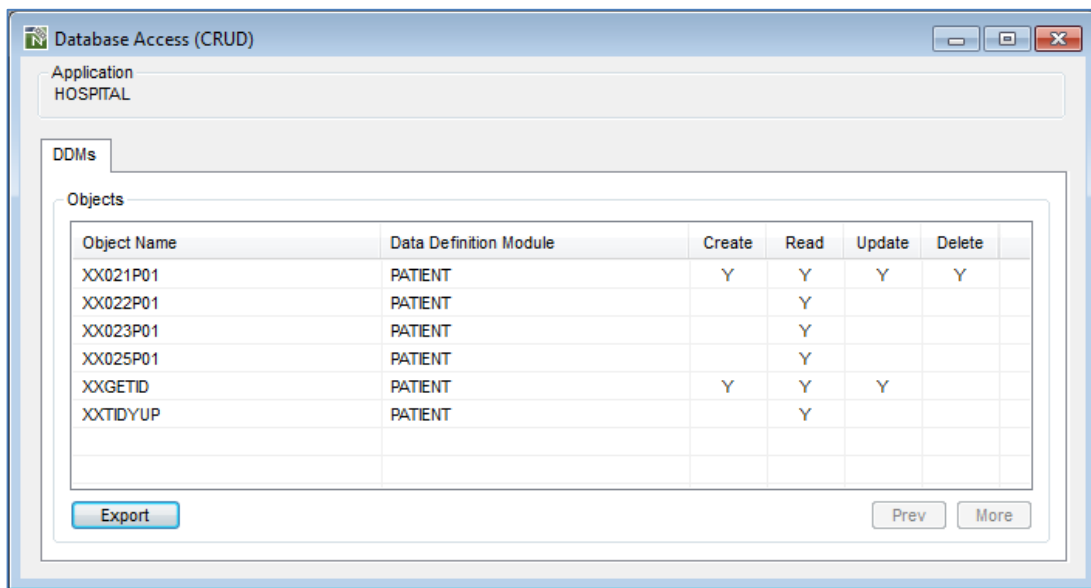 Database Access (CRUD)
Application
HOSPITAL
DDMs
Objects
Object Name Data Definition Module Create Read Update Delete
XX021P01 PATIENT Y Y Y Y
XX022P01 PATIENT Y
XX023P01 PATIENT Y
XX025P01 PATIENT Y
XXGETID PATIENT Y Y Y
XXTIDYUP PATIENT Y
Export Prev More